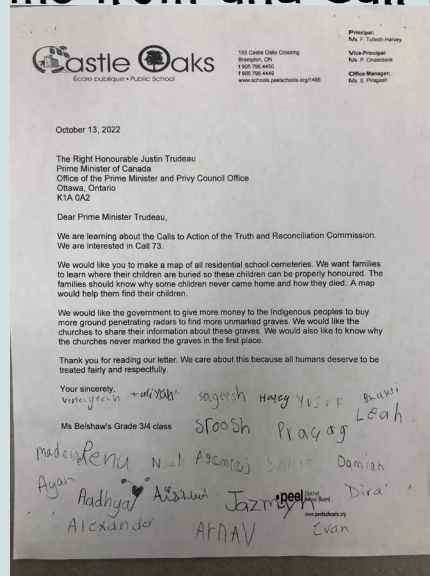 Castle Oaks
École publique • Public School
155 Castle Oaks Crossing
Brampton, ON
t 905 796 4450
f 905 796 4449
www.schools.peelschools.org/1495
Principal:
Ms. F. Tulloch-Harvey
Vice-Principal:
Ms. P. Onderdonk
Office Manager:
Ms. S. Piragash
October 13, 2022
The Right Honourable Justin Trudeau
Prime Minister of Canada
Office of the Prime Minister and Privy Council Office
Ottawa, Ontario
K1A 0A2
Dear Prime Minister Trudeau,
We are learning about the Calls to Action of the Truth and Reconciliation Commission.
We are interested in Call 73.
We would like you to make a map of all residential school cemeteries. We want families
to learn where their children are buried so these children can be properly honoured. The
families should know why some children never came home and how they died. A map
would help them find their children.
We would like the government to give more money to the Indigenous peoples to buy
more ground penetrating radars to find more unmarked graves. We would like the
churches to share their information about these graves. We would also like to know why
the churches never marked the graves in the first place.
Thank you for reading our letter. We care about this because all humans deserve to be
treated fairly and respectfully.
Your sincerely,
sageesh Yusuf Bhakti
Leah
Ms Belshaw's Grade 3/4 class
Sroosh Pragag
Penu Agamraj Damian
Ayan Aadhya Jazmeyn Dira
peel District School Board
www.peelschools.org
Alexander ArNAV Evan